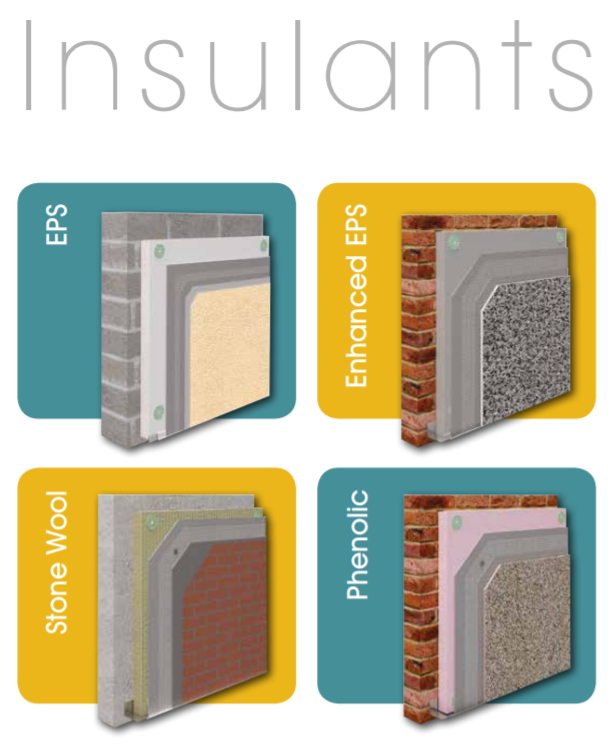 Insulants
EPS
Enhanced EPS
Stone Wool
Phenolic